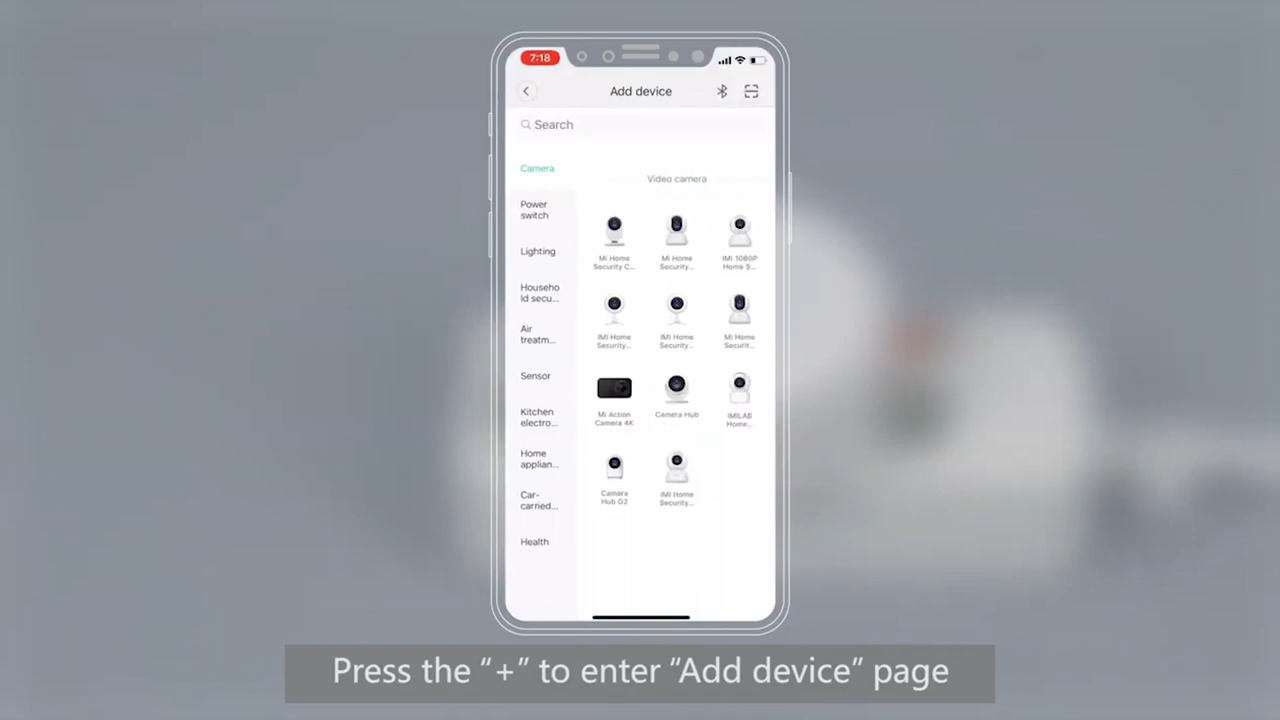 7:18
Add device
Search
Camera
Power
switch
Lighting
Househo
ld secu...
Air
treatm...
Sensor
Kitchen
electro...
Home
applian...
Car-
carried...
Health
Video camera
Mi Home
Security C...
Mi Home
Security...
IMI 1080P
Home S...
IMI Home
Security...
IMI Home
Security...
Mi Home
Securit...
Mi Action
Camera 4K
Camera Hub
IMILAB
Home...
Camera
Hub G2
IMI Home
Security...
Press the “+” to enter “Add device” page